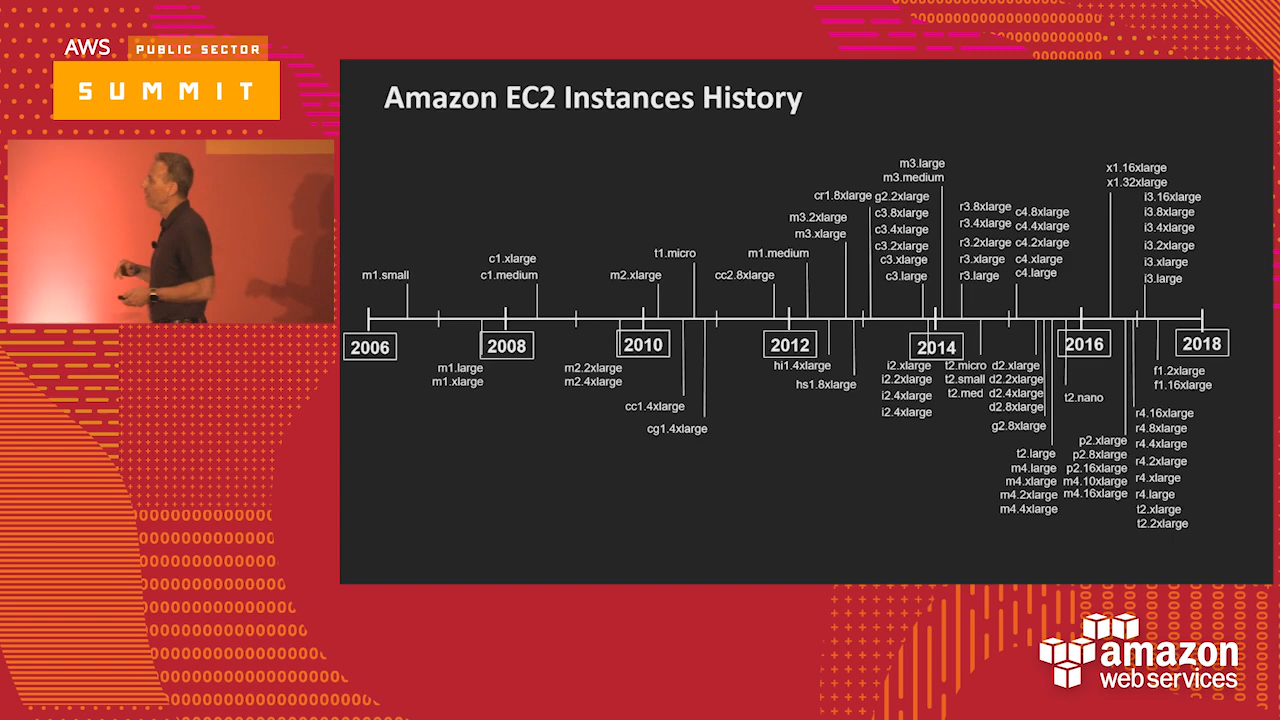 AWS PUBLIC SECTOR
SUMMIT
Amazon EC2 Instances History
m1.small
c1.xlarge
c1.medium
m2.xlarge
t1.micro
cc2.8xlarge
m1.medium
m3.2xlarge
m3.xlarge
cr1.8xlarge
g2.2xlarge
c3.8xlarge
c3.4xlarge
c3.2xlarge
c3.xlarge
c3.large
m3.large
m3.medium
r3.8xlarge
r3.4xlarge
r3.2xlarge
r3.xlarge
r3.large
c4.8xlarge
c4.4xlarge
c4.2xlarge
c4.xlarge
c4.large
x1.16xlarge
x1.32xlarge
i3.16xlarge
i3.8xlarge
i3.4xlarge
i3.2xlarge
i3.xlarge
i3.large
2006
2008
2010
2012
2014
2016
2018
m1.large
m1.xlarge
m2.2xlarge
m2.4xlarge
cc1.4xlarge
cg1.4xlarge
hi1.4xlarge
hs1.8xlarge
i2.xlarge
i2.2xlarge
i2.4xlarge
i2.4xlarge
t2.micro
t2.small
t2.med
d2.xlarge
d2.2xlarge
d2.4xlarge
d2.8xlarge
g2.8xlarge
t2.large
m4.large
m4.xlarge
m4.2xlarge
m4.4xlarge
t2.nano
p2.xlarge
p2.8xlarge
p2.16xlarge
m4.10xlarge
m4.16xlarge
r4.16xlarge
r4.8xlarge
r4.4xlarge
r4.2xlarge
r4.xlarge
r4.large
t2.xlarge
t2.2xlarge
f1.2xlarge
f1.16xlarge
amazon
web services